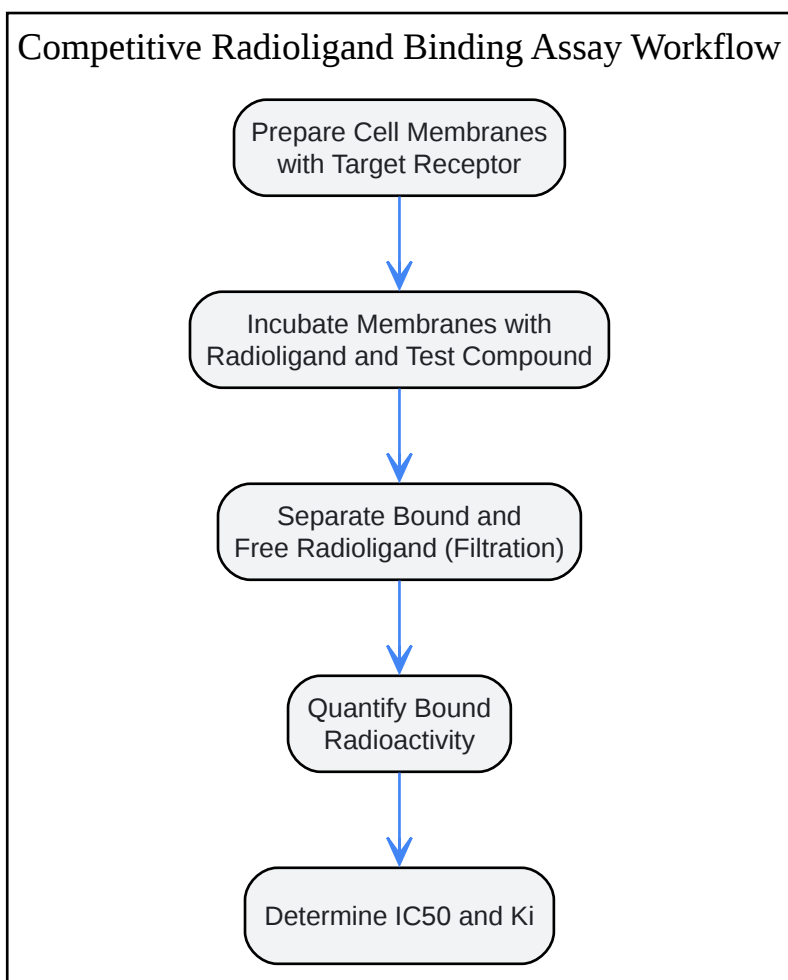 Competitive Radioligand Binding Assay Workflow
Prepare Cell Membranes
with Target Receptor
Incubate Membranes with
Radioligand and Test Compound
Separate Bound and
Free Radioligand (Filtration)
Quantify Bound
Radioactivity
Determine IC50 and Ki